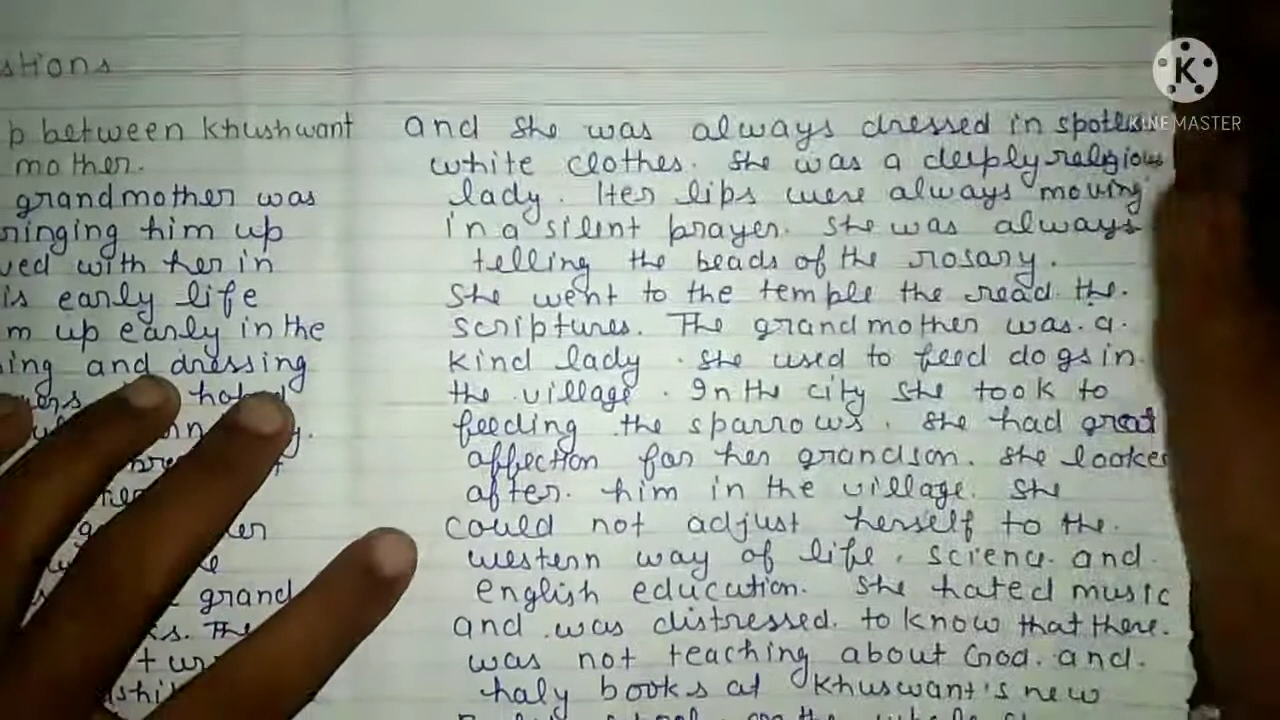 stions
p between Khushwant
mother.
grandmother was
ringing him up
ved with her in
is early life
m up early in the
ing and dressing
grand
The
and she was always dressed in spotless
white clothes. She was a deeply religious
lady. Her lips were always moving
in a silent prayer. She was always
telling the beads of the rosary.
She went to the temple the read the.
scriptures. The grandmother was a.
kind lady. She used to feed dogs in.
the village. In the city she took to
feeding the sparrows. She had great
affection for her grandson. She looked
after. him in the village. She
could not adjust herself to the.
western way of life, science. and.
english education. She hated music
and was distressed. to know that there.
was not teaching about God. and.
haly books at Khuswant's new
KINEMASTER